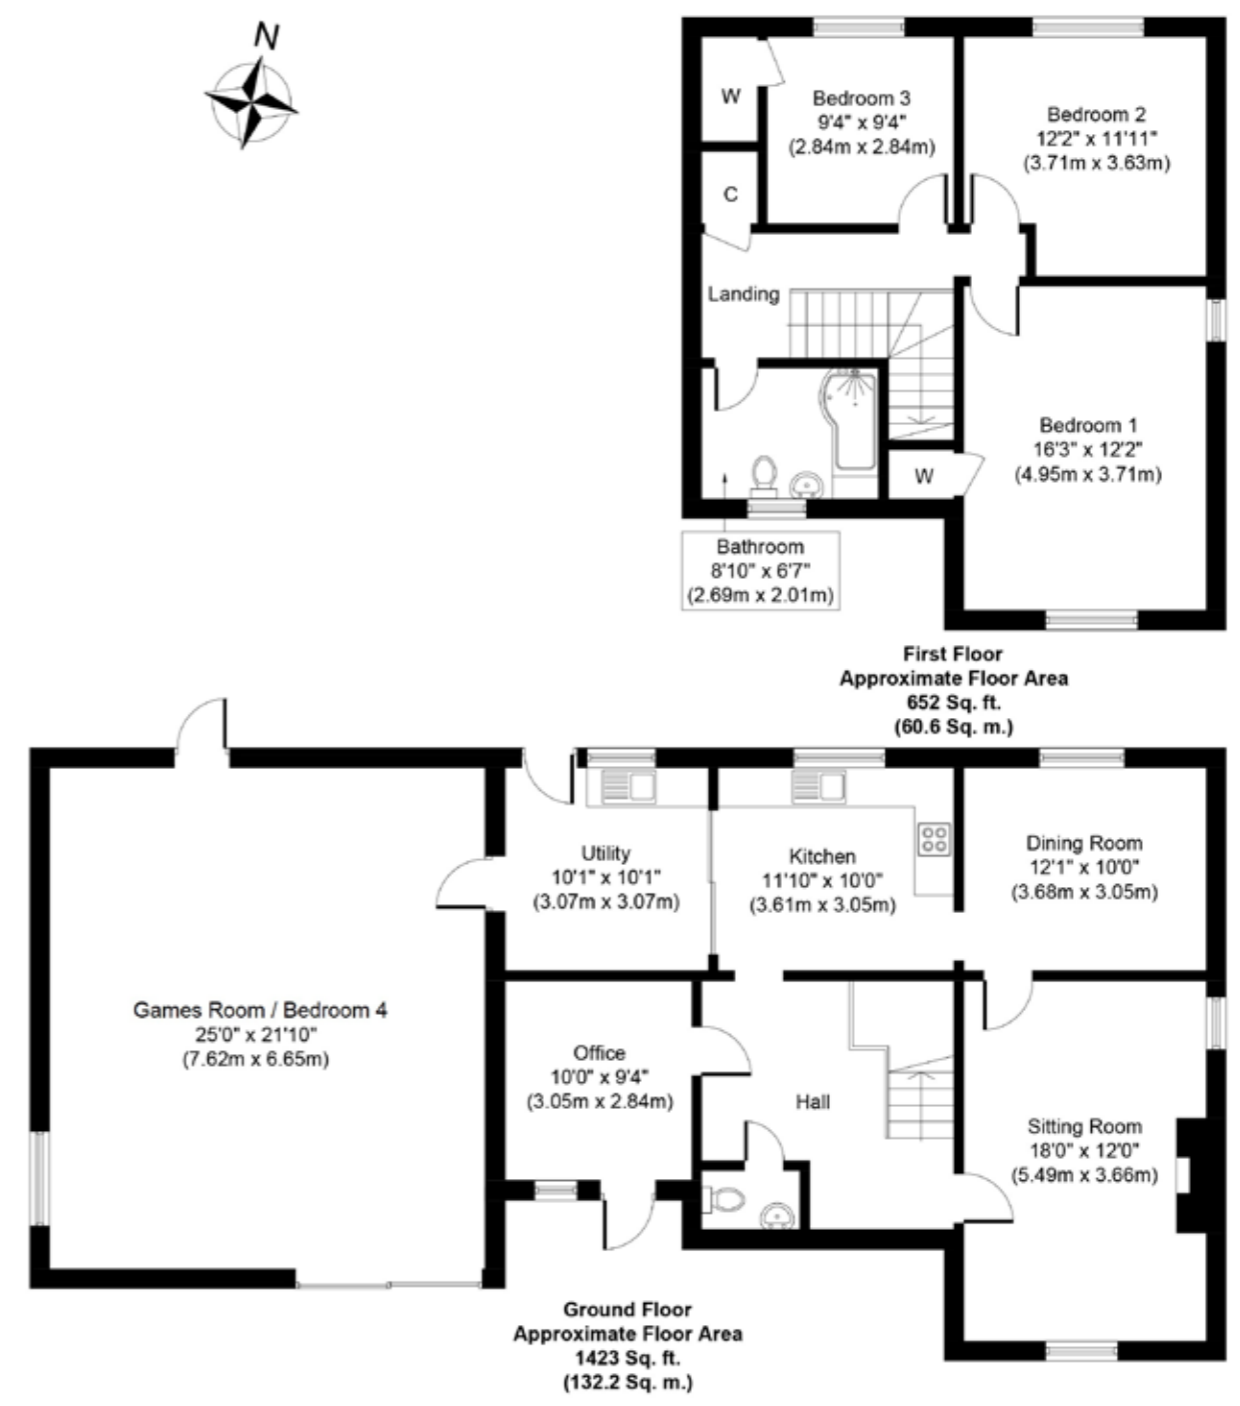 N
W
Bedroom 3
9'4" x 9'4"
(2.84m x 2.84m)
Bedroom 2
12'2" x 11'11"
(3.71m x 3.63m)
C
Landing
Bedroom 1
16'3" x 12'2"
(4.95m x 3.71m)
W
Bathroom
8'10" x 6'7"
(2.69m x 2.01m)
First Floor
Approximate Floor Area
652 Sq. ft.
(60.6 Sq. m.)
Utility
10'1" x 10'1"
(3.07m x 3.07m)
Kitchen
11'10" x 10'0"
(3.61m x 3.05m)
Dining Room
12'1" x 10'0"
(3.68m x 3.05m)
Games Room / Bedroom 4
25'0" x 21'10"
(7.62m x 6.65m)
Office
10'0" x 9'4"
(3.05m x 2.84m)
Hall
Sitting Room
18'0" x 12'0"
(5.49m x 3.66m)
Ground Floor
Approximate Floor Area
1423 Sq. ft.
(132.2 Sq. m.)